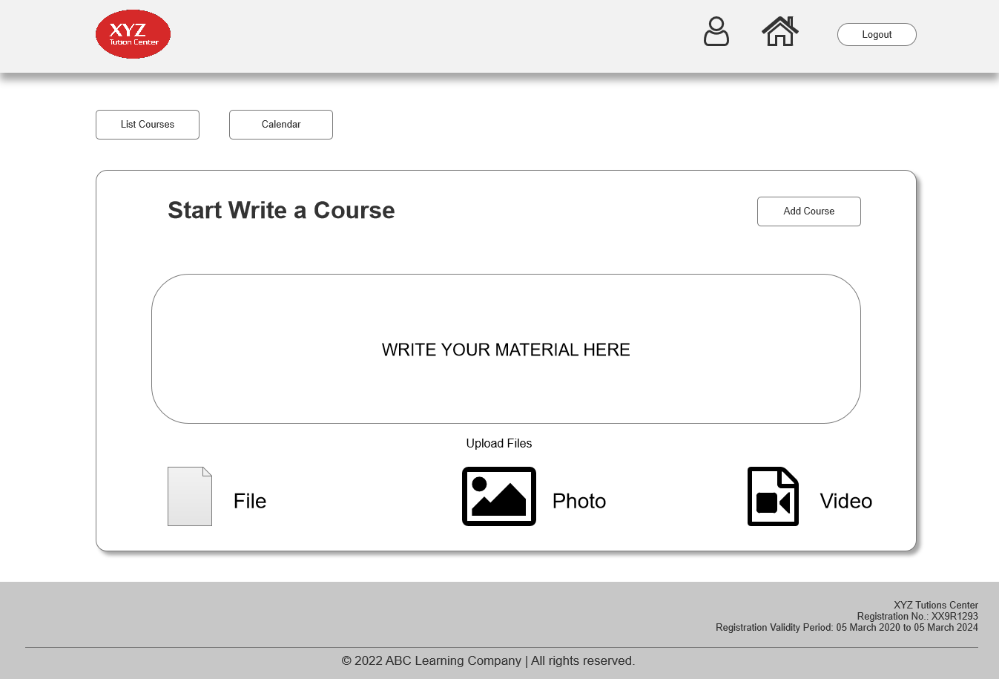 XYZ
Tution Center
Logout
List Courses
Calendar
Start Write a Course
Add Course
WRITE YOUR MATERIAL HERE
Upload Files
File
Photo
Video
XYZ Tutions Center
Registration No.: XX9R1293
Registration Validity Period: 05 March 2020 to 05 March 2024
© 2022 ABC Learning Company | All rights reserved.